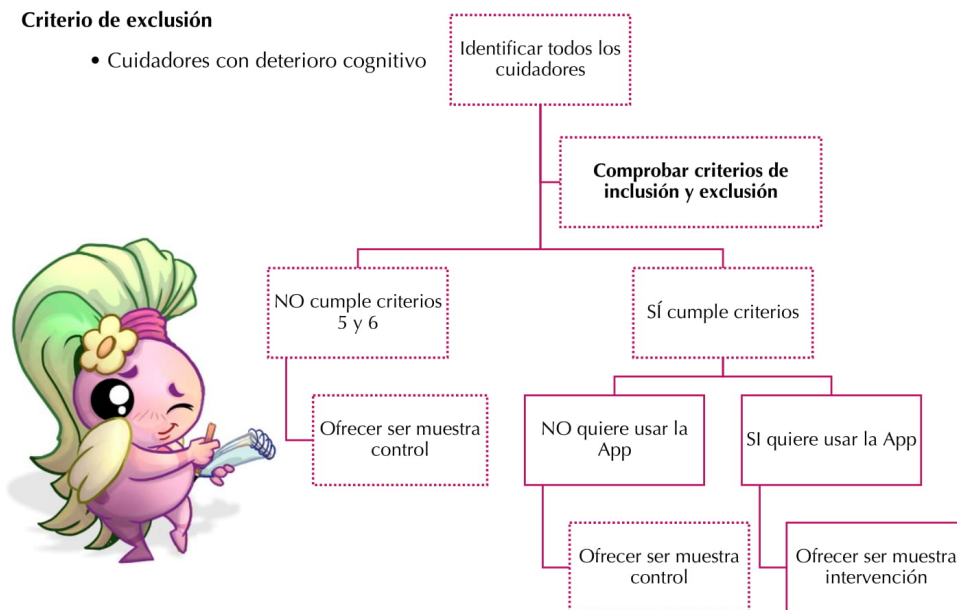 Criterio de exclusión
• Cuidadores con deterioro cognitivo
Identificar todos los
cuidadores
Comprobar criterios de
inclusión y exclusión
NO cumple criterios
5 y 6
SÍ cumple criterios
Ofrecer ser muestra
control
NO quiere usar la
App
SI quiere usar la App
Ofrecer ser muestra
control
Ofrecer ser muestra
intervención